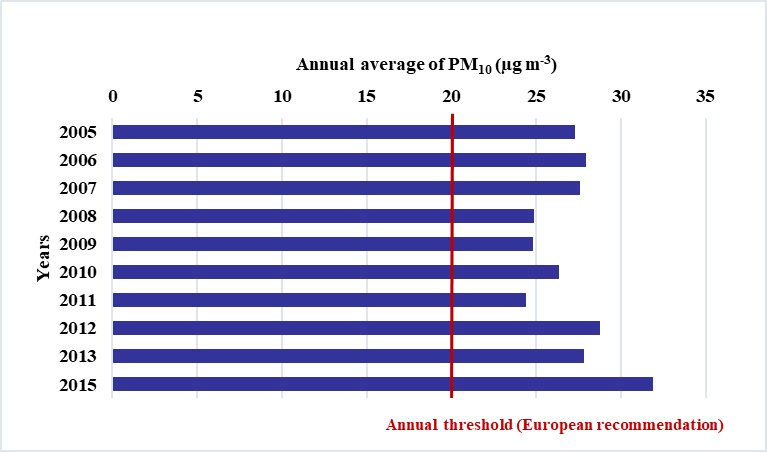 Annual average of PM₁₀ (µg m⁻³)
0 5 10 15 20 25 30 35
Years
2005
2006
2007
2008
2009
2010
2011
2012
2013
2015
Annual threshold (European recommendation)